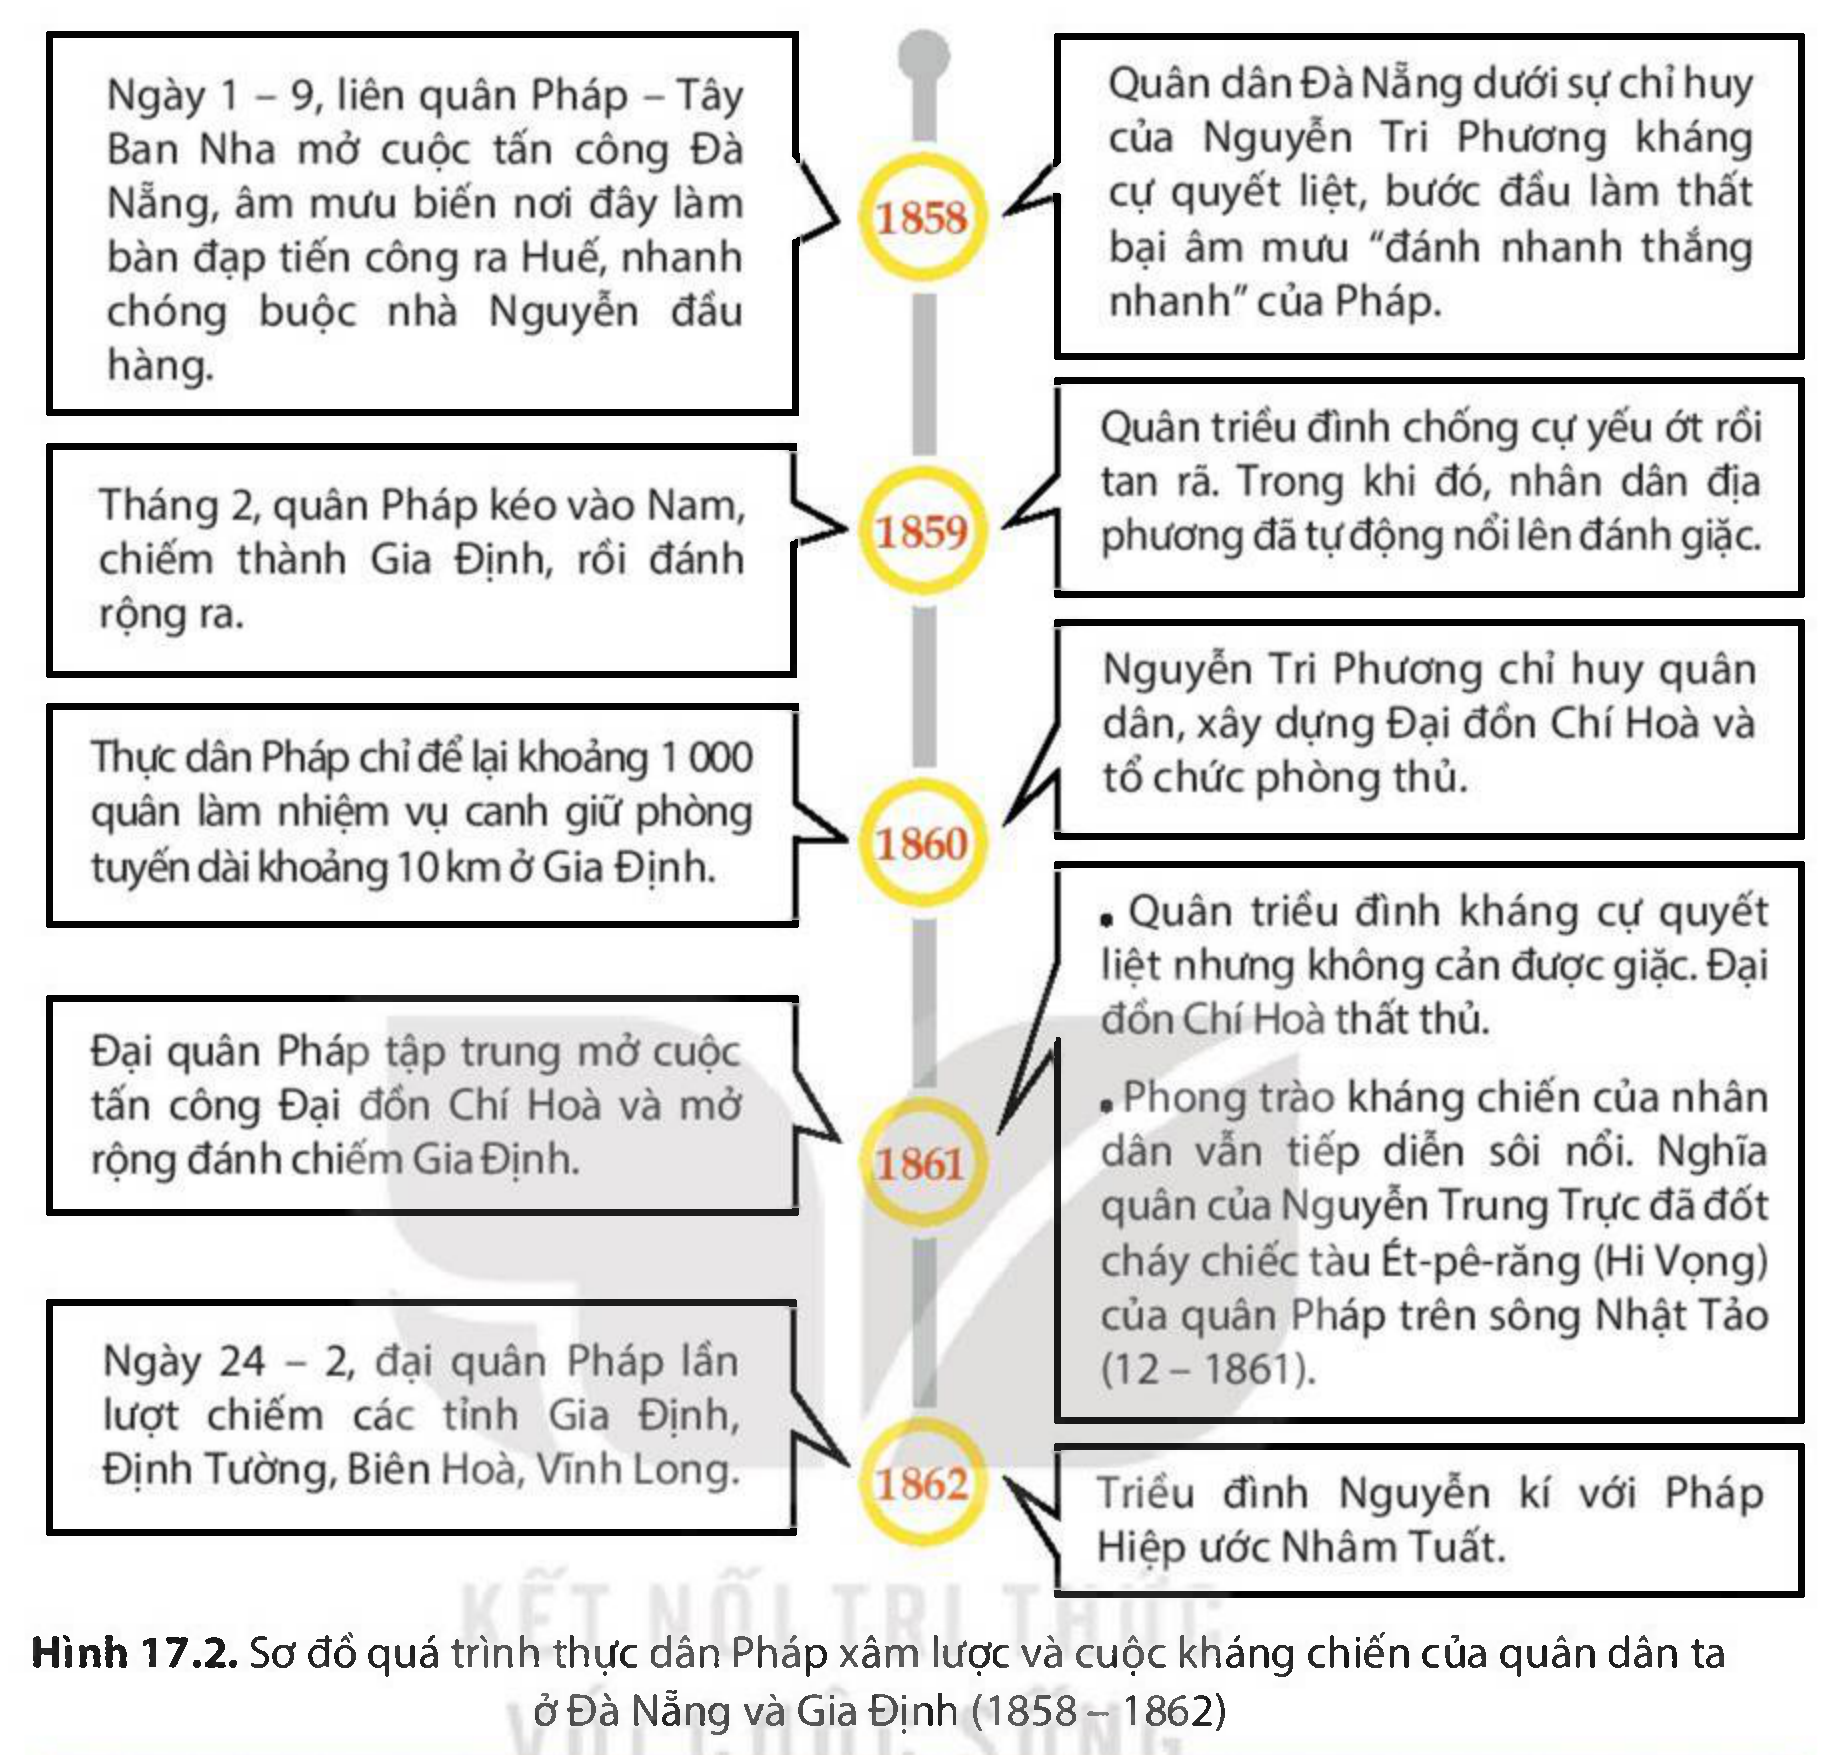 Ngày 1 – 9, liên quân Pháp – Tây
Ban Nha mở cuộc tấn công Đà
Nẵng, âm mưu biến nơi đây làm
bàn đạp tiến công ra Huế, nhanh
chóng buộc nhà Nguyễn đầu
hàng.
1858
Quân dân Đà Nẵng dưới sự chỉ huy
của Nguyễn Tri Phương kháng
cự quyết liệt, bước đầu làm thất
bại âm mưu “đánh nhanh thắng
nhanh” của Pháp.
Tháng 2, quân Pháp kéo vào Nam,
chiếm thành Gia Định, rồi đánh
rộng ra.
1859
Quân triều đình chống cự yếu ớt rồi
tan rã. Trong khi đó, nhân dân địa
phương đã tự động nổi lên đánh giặc.
Thực dân Pháp chỉ để lại khoảng 1 000
quân làm nhiệm vụ canh giữ phòng
tuyến dài khoảng 10 km ở Gia Định.
1860
Nguyễn Tri Phương chỉ huy quân
dân, xây dựng Đại đồn Chí Hoà và
tổ chức phòng thủ.
Đại quân Pháp tập trung mở cuộc
tấn công Đại đồn Chí Hoà và mở
rộng đánh chiếm Gia Định.
1861
• Quân triều đình kháng cự quyết
liệt nhưng không cản được giặc. Đại
đồn Chí Hoà thất thủ.
• Phong trào kháng chiến của nhân
dân vẫn tiếp diễn sôi nổi. Nghĩa
quân của Nguyễn Trung Trực đã đốt
cháy chiếc tàu Ét-pê-răng (Hi Vọng)
của quân Pháp trên sông Nhật Tảo
(12 – 1861).
Ngày 24 – 2, đại quân Pháp lần
lượt chiếm các tỉnh Gia Định,
Định Tường, Biên Hoà, Vĩnh Long.
1862
Triều đình Nguyễn kí với Pháp
Hiệp ước Nhâm Tuất.
KẾT NỐI TRI THỨC
Hình 17.2. Sơ đồ quá trình thực dân Pháp xâm lược và cuộc kháng chiến của quân dân ta
ở Đà Nẵng và Gia Định (1858 – 1862)
VỚI CUỘC SỐNG